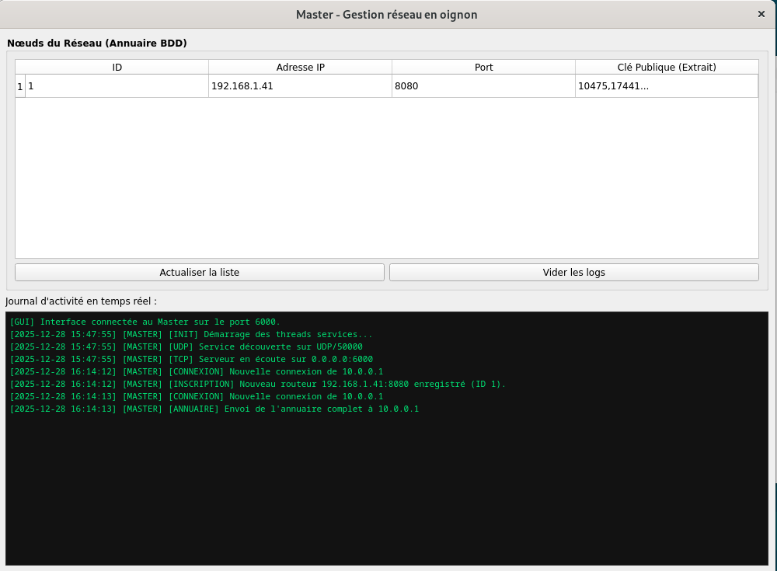 Master - Gestion réseau en oignon
Nœuds du Réseau (Annuaire BDD)
ID Adresse IP Port Clé Publique (Extrait)
1 1 192.168.1.41 8080 10475,17441...
Actualiser la liste Vider les logs
Journal d'activité en temps réel :
[GUI] Interface connectée au Master sur le port 6000.
[2025-12-28 15:47:55] [MASTER] [INIT] Démarrage des threads services...
[2025-12-28 15:47:55] [MASTER] [UDP] Service découverte sur UDP/50000
[2025-12-28 15:47:55] [MASTER] [TCP] Serveur en écoute sur 0.0.0.0:6000
[2025-12-28 16:14:12] [MASTER] [CONNEXION] Nouvelle connexion de 10.0.0.1
[2025-12-28 16:14:12] [MASTER] [INSCRIPTION] Nouveau routeur 192.168.1.41:8080 enregistré (ID 1).
[2025-12-28 16:14:13] [MASTER] [CONNEXION] Nouvelle connexion de 10.0.0.1
[2025-12-28 16:14:13] [MASTER] [ANNUAIRE] Envoi de l'annuaire complet à 10.0.0.1